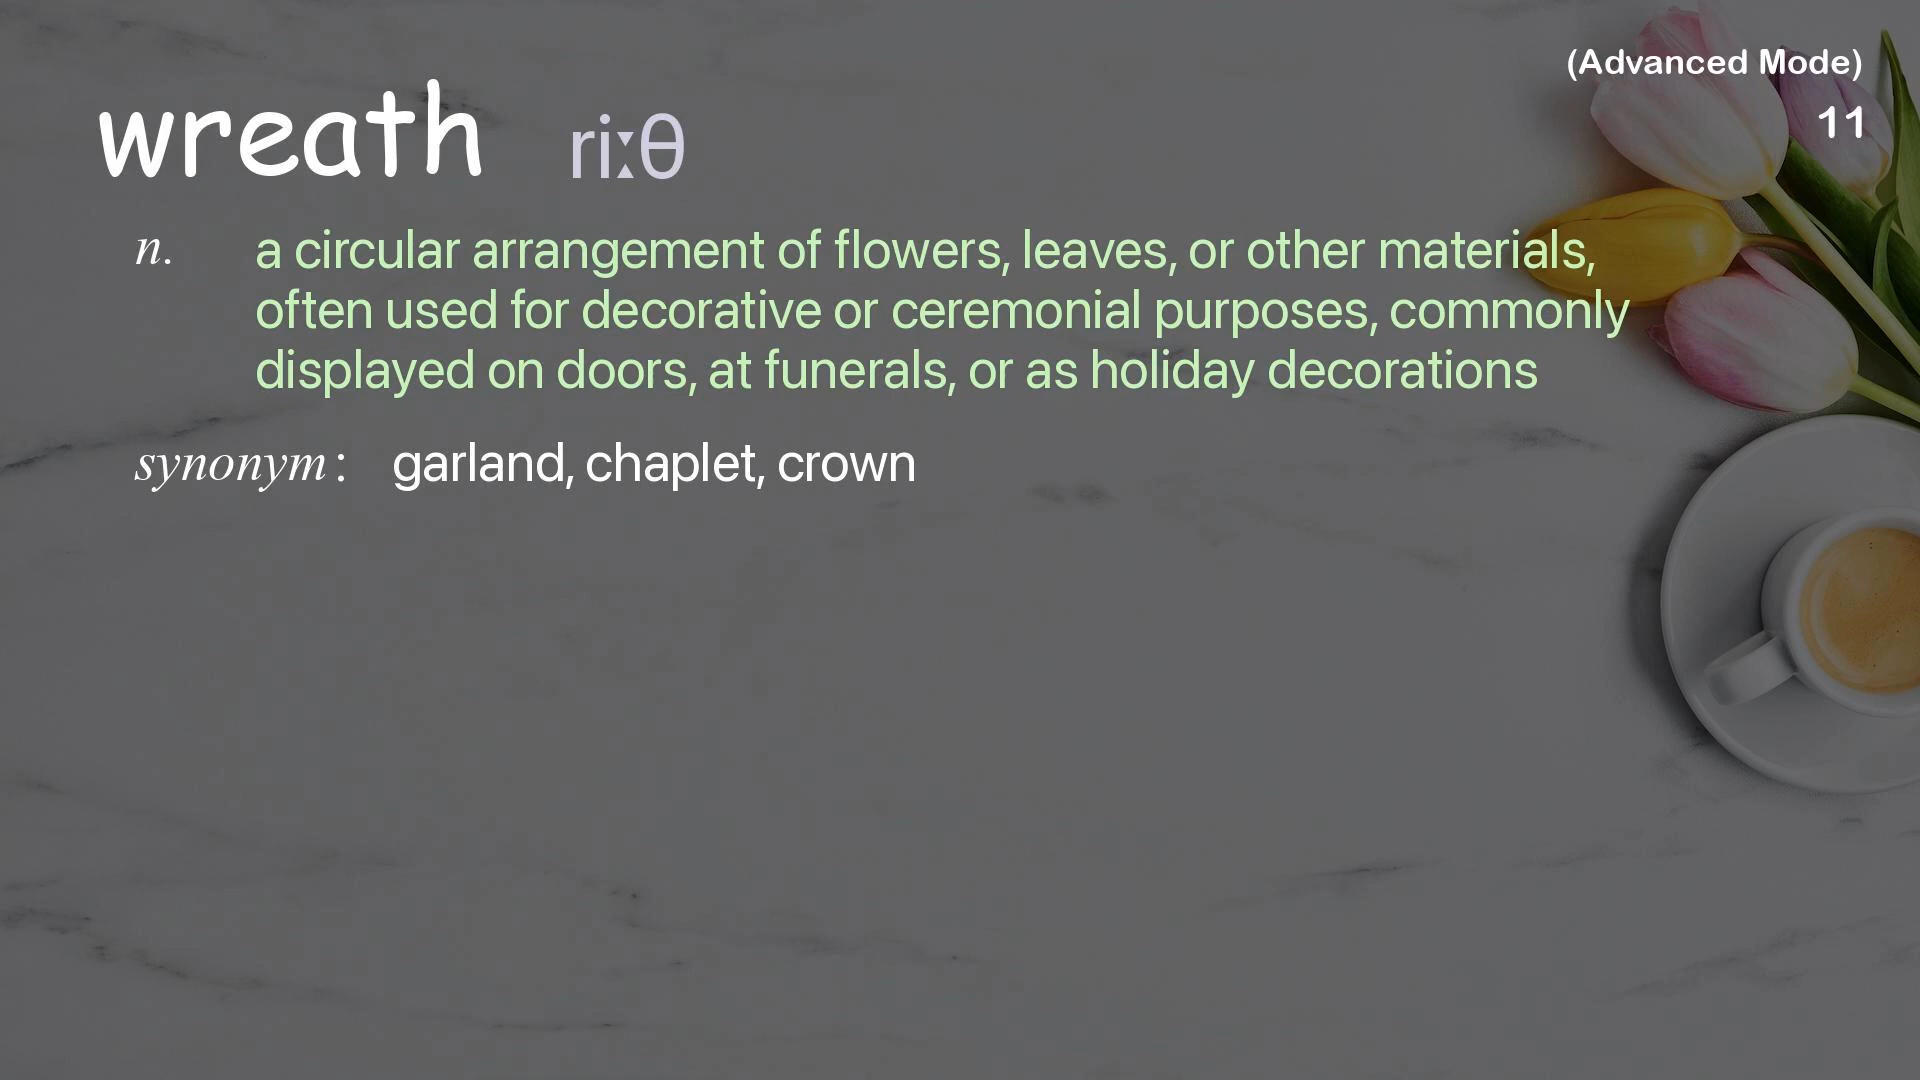 (Advanced Mode)
wreath riːθ
11
n. a circular arrangement of flowers, leaves, or other materials,
often used for decorative or ceremonial purposes, commonly
displayed on doors, at funerals, or as holiday decorations
synonym: garland, chaplet, crown